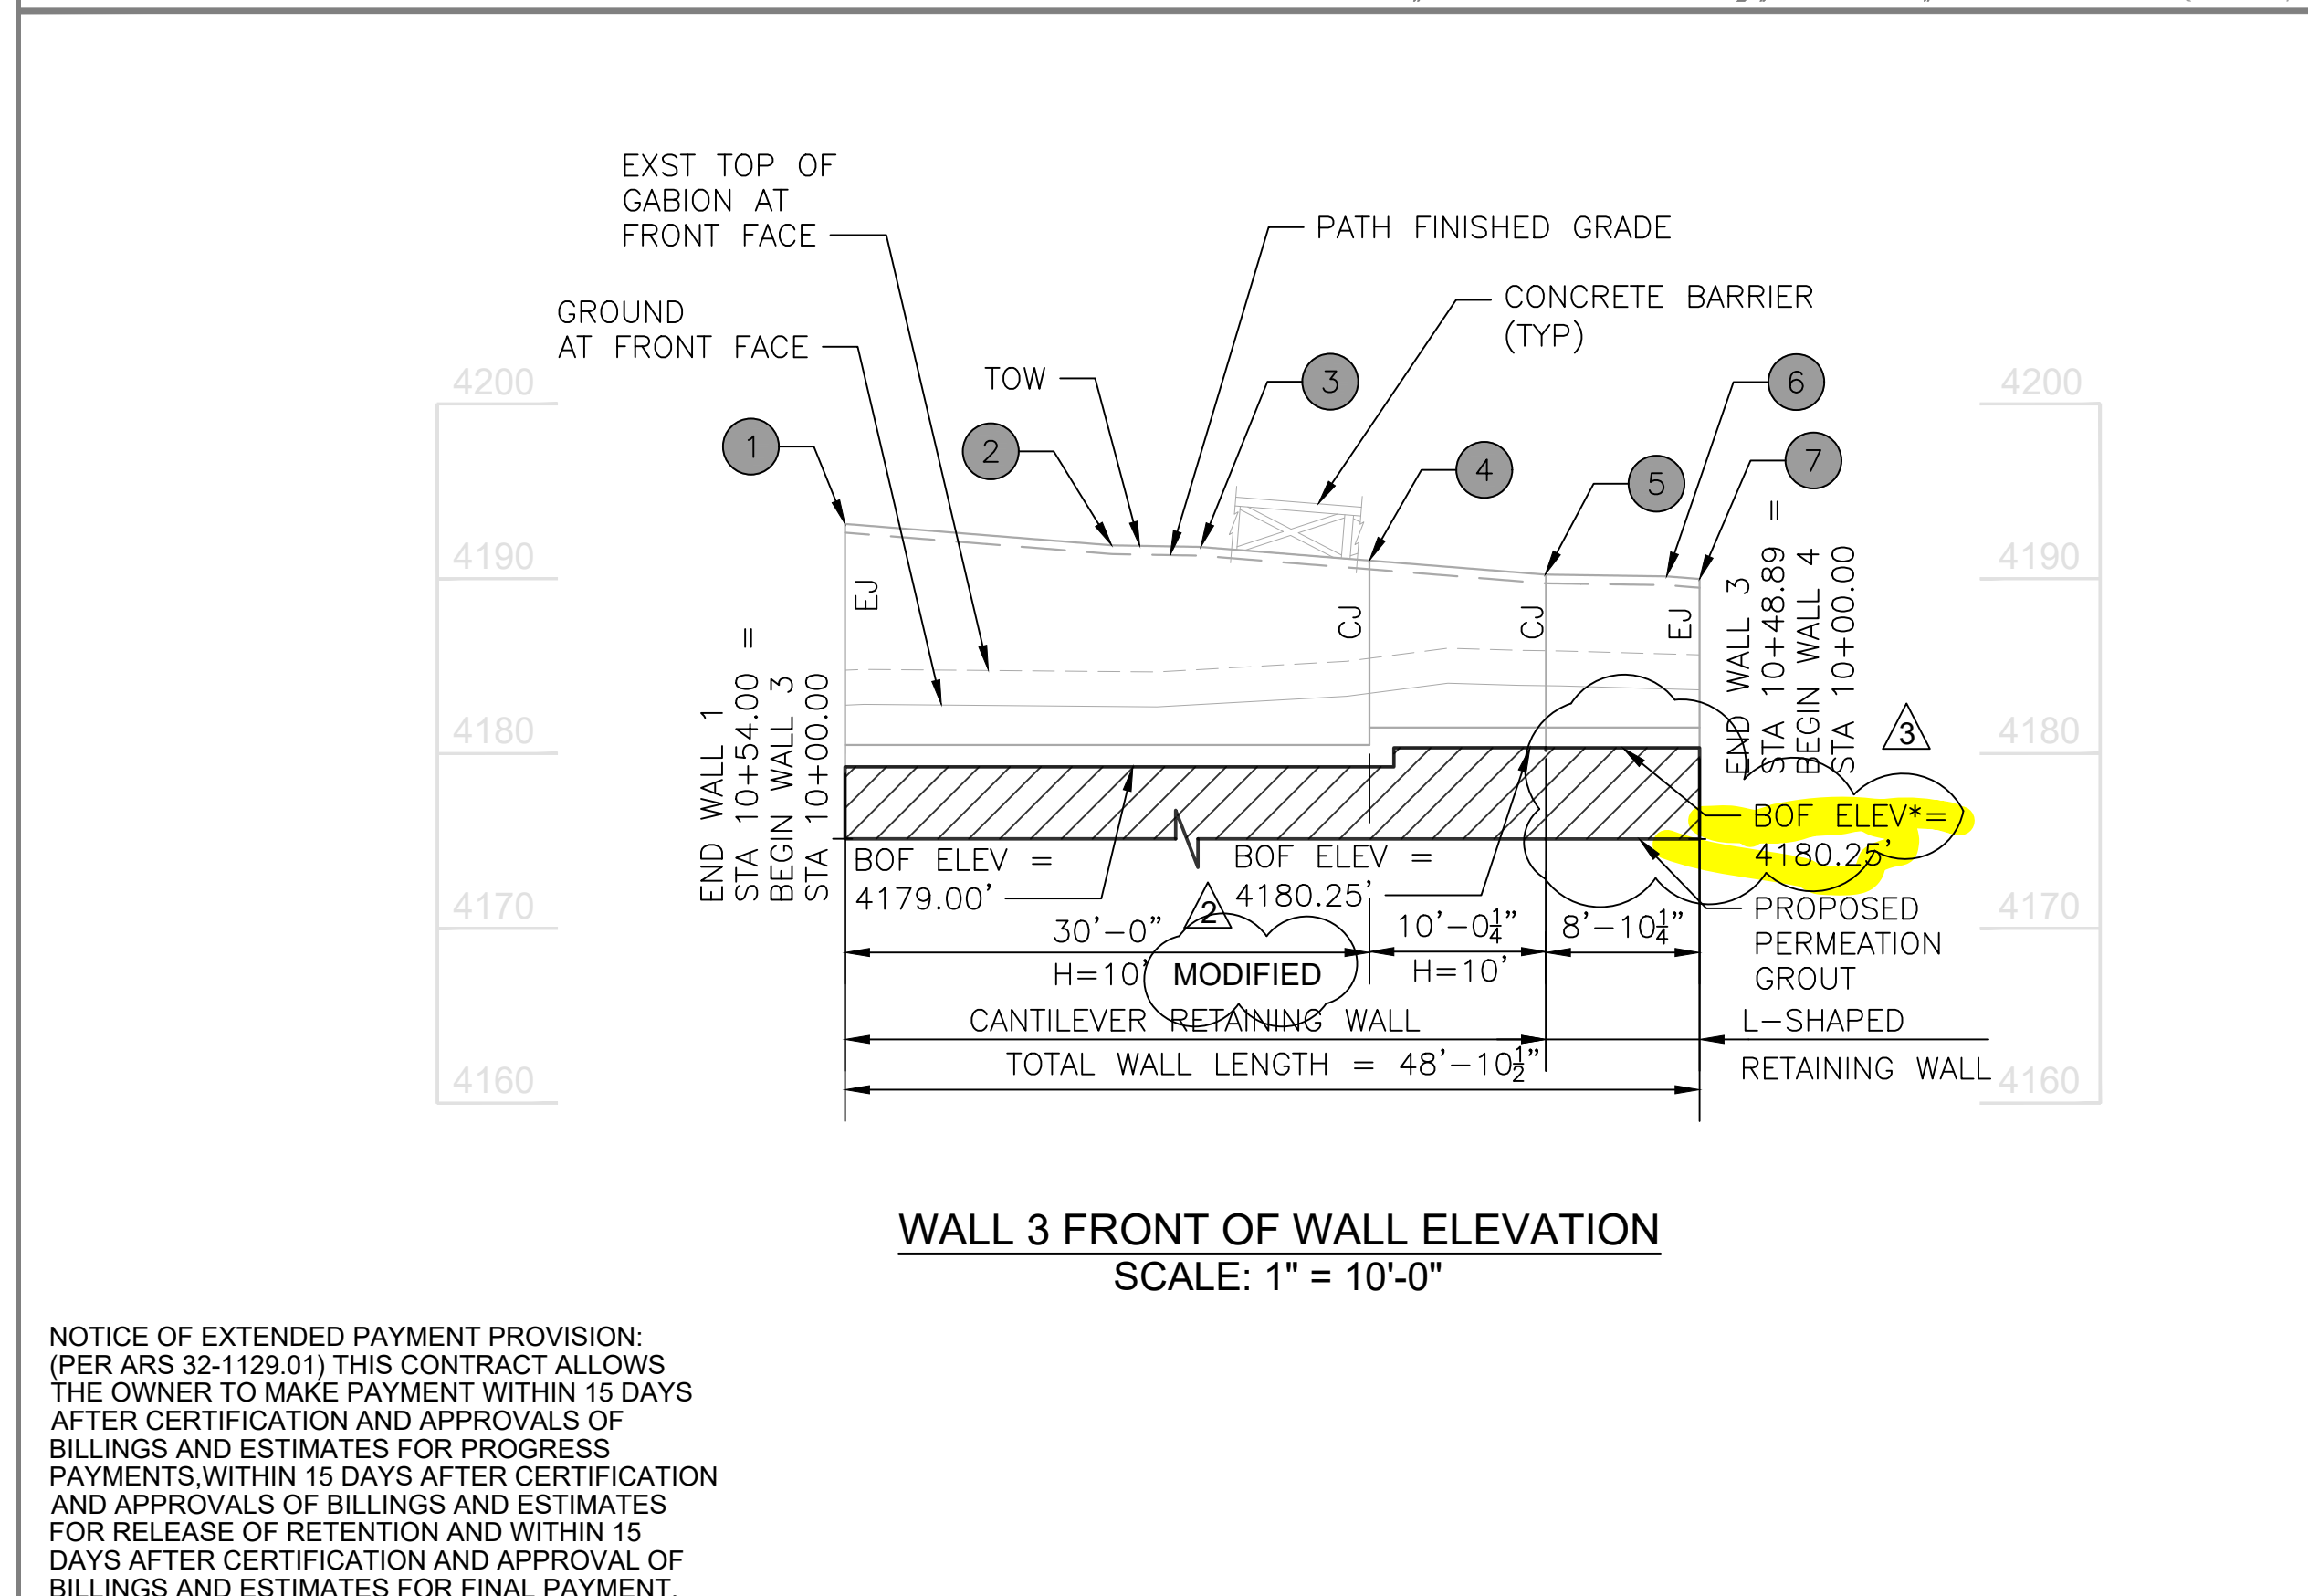 EXST TOP OF
GABION AT
FRONT FACE
PATH FINISHED GRADE
CONCRETE BARRIER
(TYP)
GROUND
AT FRONT FACE
TOW
3
6
4200
4200
1
2
4
5
7
4190
4190
EJ
CJ
CJ
EJ
END WALL 1
STA 10+54.00 =
BEGIN WALL 3
STA 10+00.00
END WALL 3
STA 10+48.89 =
BEGIN WALL 4
STA 10+00.00
4180
4180
3
BOF ELEV*=
4180.25'
BOF ELEV =
4179.00'
BOF ELEV =
4180.25'
4170
4170
2
PROPOSED
PERMEATION
GROUT
30'-0"
10'-0¼"
8'-10¼"
H=10'
MODIFIED
H=10'
CANTILEVER RETAINING WALL
L-SHAPED
RETAINING WALL
TOTAL WALL LENGTH = 48'-10½"
4160
4160
WALL 3 FRONT OF WALL ELEVATION
SCALE: 1" = 10'-0"
NOTICE OF EXTENDED PAYMENT PROVISION:
(PER ARS 32-1129.01) THIS CONTRACT ALLOWS
THE OWNER TO MAKE PAYMENT WITHIN 15 DAYS
AFTER CERTIFICATION AND APPROVALS OF
BILLINGS AND ESTIMATES FOR PROGRESS
PAYMENTS,WITHIN 15 DAYS AFTER CERTIFICATION
AND APPROVALS OF BILLINGS AND ESTIMATES
FOR RELEASE OF RETENTION AND WITHIN 15
DAYS AFTER CERTIFICATION AND APPROVAL OF
BILLINGS AND ESTIMATES FOR FINAL PAYMENT.